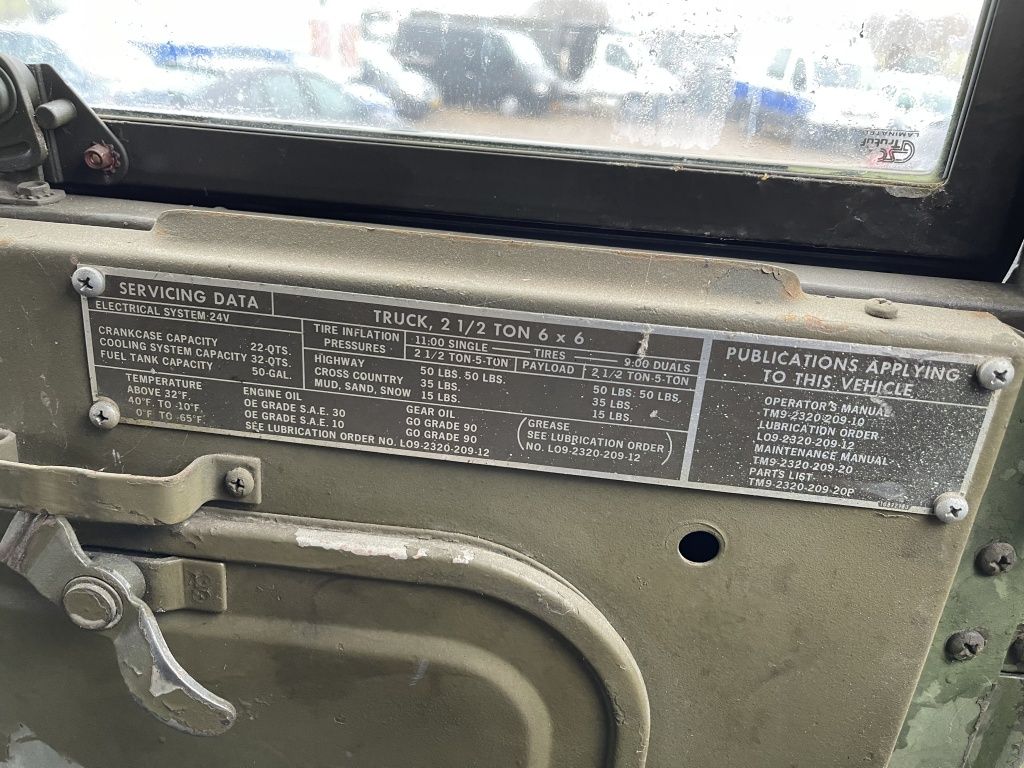 LAMINATED
SERVICING DATA
TRUCK, 2 1/2 TON 6 x 6
ELECTRICAL SYSTEM-24V
CRANKCASE CAPACITY 22-QTS.
COOLING SYSTEM CAPACITY 32-QTS.
FUEL TANK CAPACITY 50-GAL.
TIRE INFLATION PRESSURES
11:00 SINGLE TIRES 9:00 DUALS
2 1/2 TON-5-TON PAYLOAD 2 1/2 TON-5-TON
HIGHWAY 50 LBS. 50 LBS. 50 LBS. 50 LBS,
CROSS COUNTRY 35 LBS. 35 LBS.
MUD, SAND, SNOW 15 LBS. 15 LBS.
TEMPERATURE ENGINE OIL GEAR OIL
ABOVE 32°F. OE GRADE S.A.E. 30 GO GRADE 90
40°F. TO -10°F, OE GRADE S.A.E. 10 GO GRADE 90
0°F. TO -65°F. SEE LUBRICATION ORDER NO. LO9-2320-209-12
GREASE
SEE LUBRICATION ORDER
NO. LO9-2320-209-12
PUBLICATIONS APPLYING
TO THIS VEHICLE
OPERATOR'S MANUAL
TM9-2320-209-10
LUBRICATION ORDER
LO9-2320-209-12
MAINTENANCE MANUAL
TM9-2320-209-20
PARTS LIST
TM9-2320-209-20P